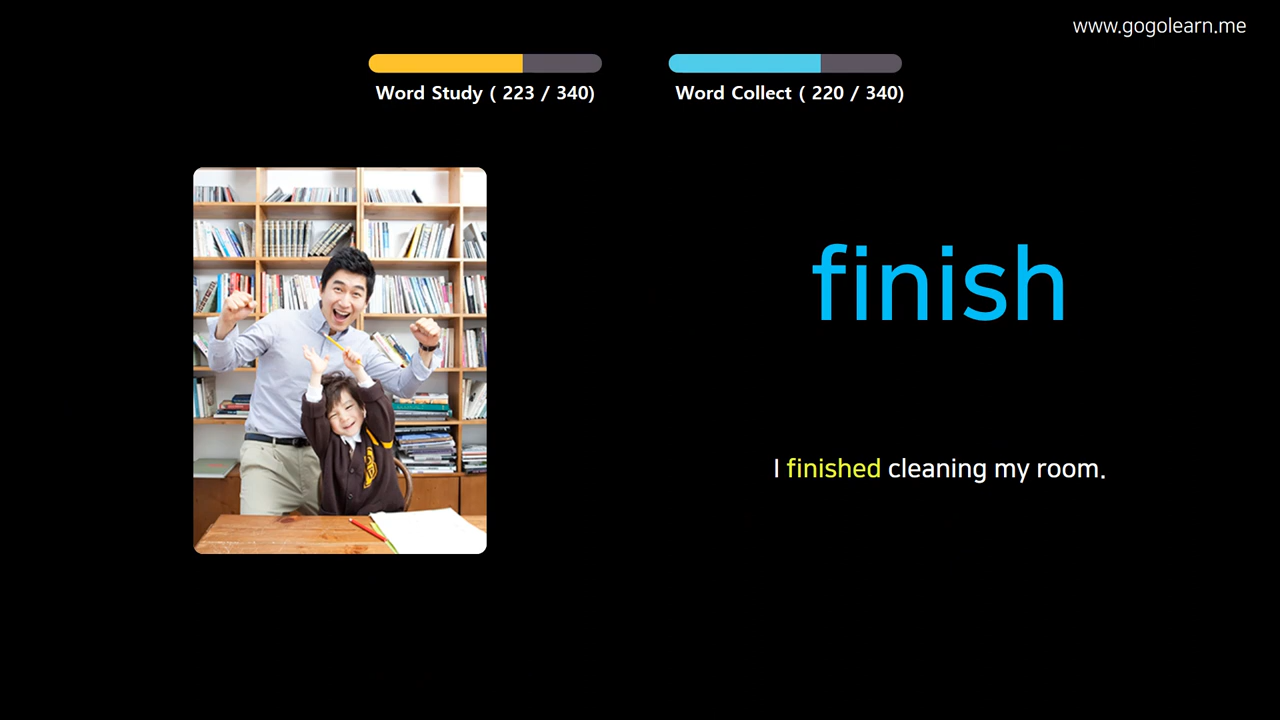 www.gogolearn.me
Word Study ( 223 / 340)
Word Collect ( 220 / 340)
finish
I finished cleaning my room.